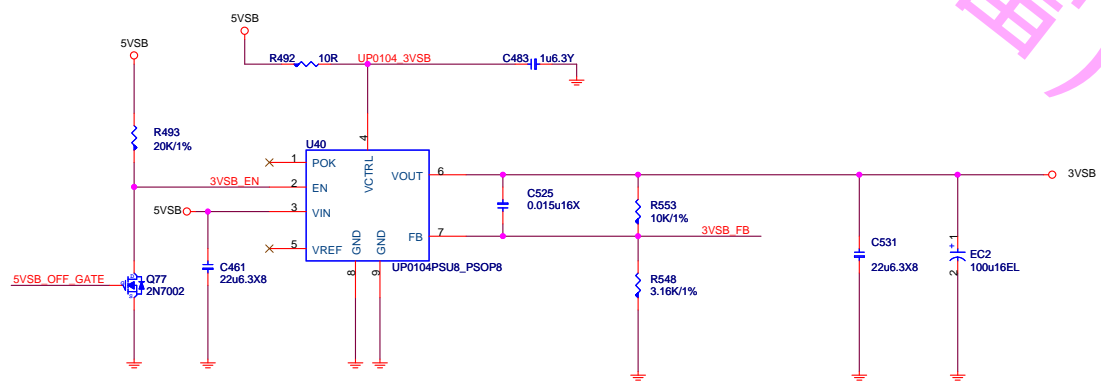 5VSB
5VSB
R492
10R
UP0104_3VSB
C483
1u6.3Y
R493
20K/1%
U40
4
VCTRL
1
POK
3VSB_EN
2
EN
5VSB
3
VIN
5
VREF
GND
GND
8
9
VOUT
6
FB
7
UP0104PSU8_PSOP8
C525
0.015u16X
R553
10K/1%
3VSB_FB
R548
3.16K/1%
3VSB
C531
22u6.3X8
+
1
EC2
100u16EL
2
C461
22u6.3X8
5VSB_OFF_GATE
Q77
2N7002